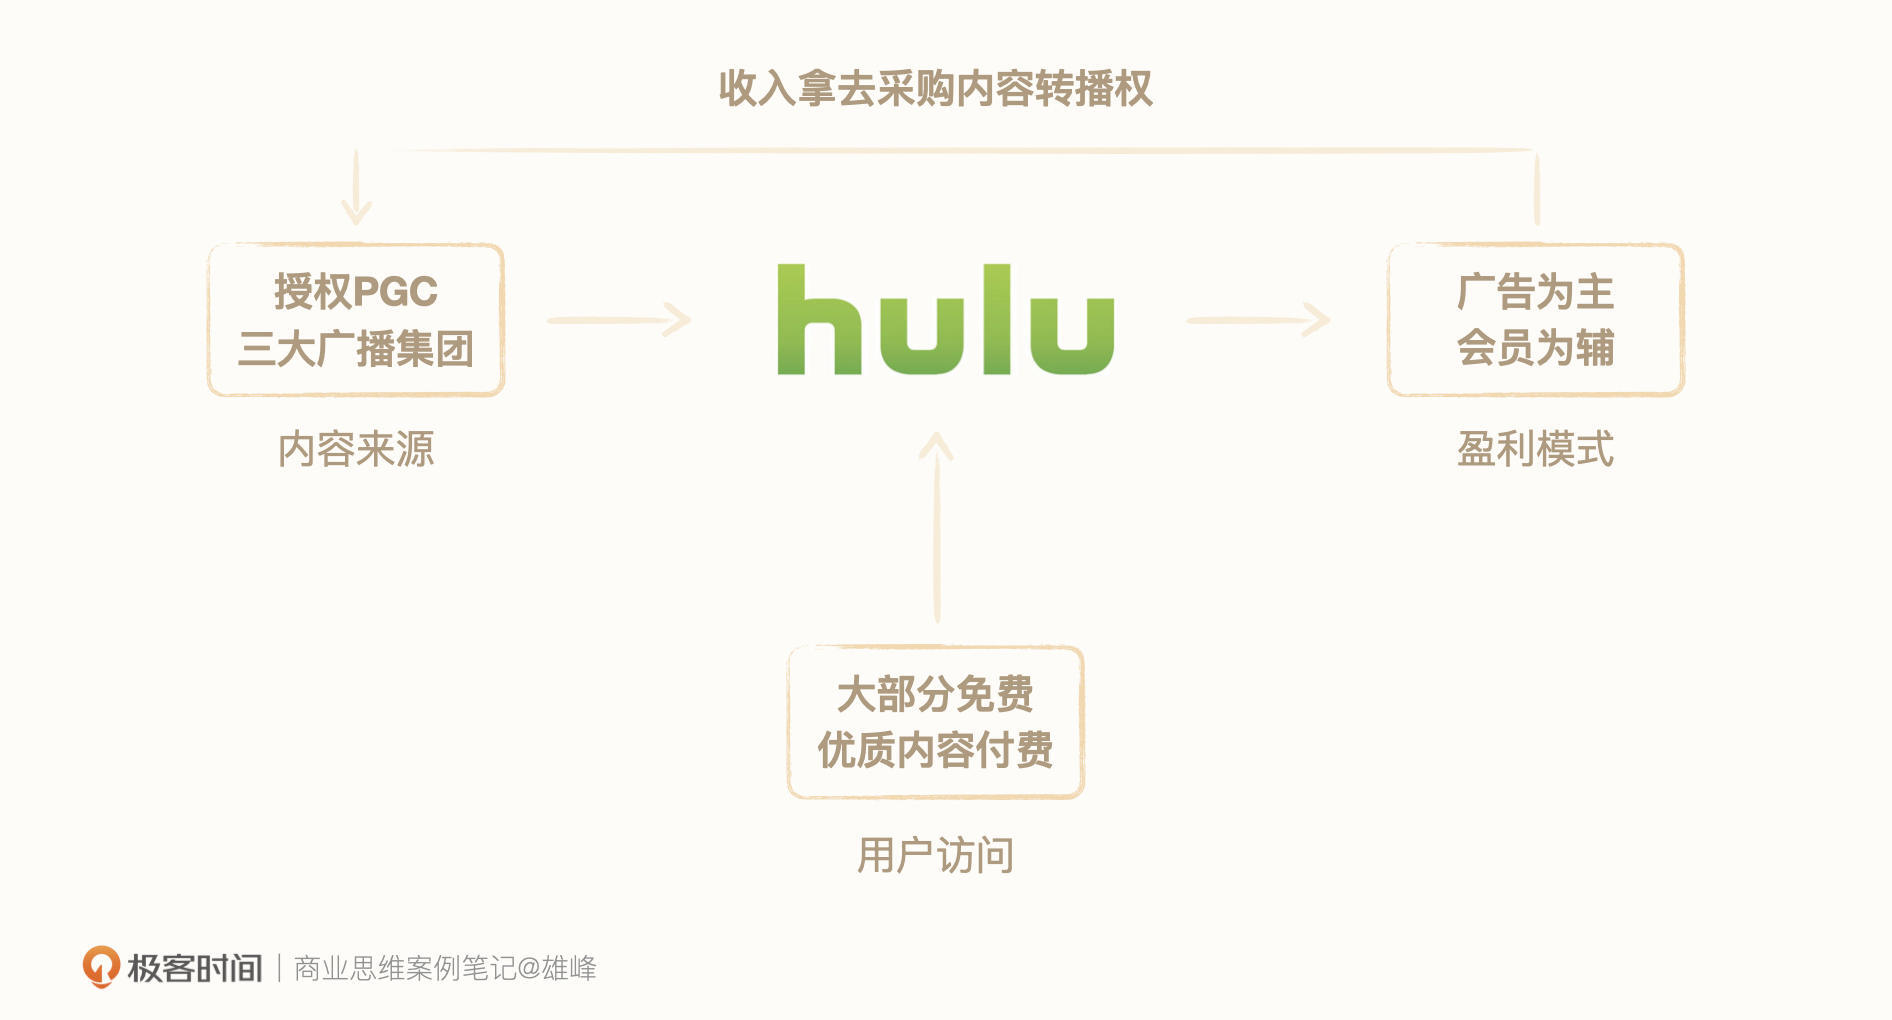 收入拿去采购内容转播权
授权PGC
三大广播集团
内容来源
hulu
广告为主
会员为辅
盈利模式
大部分免费
优质内容付费
用户访问
极客时间 | 商业思维案例笔记@雄峰